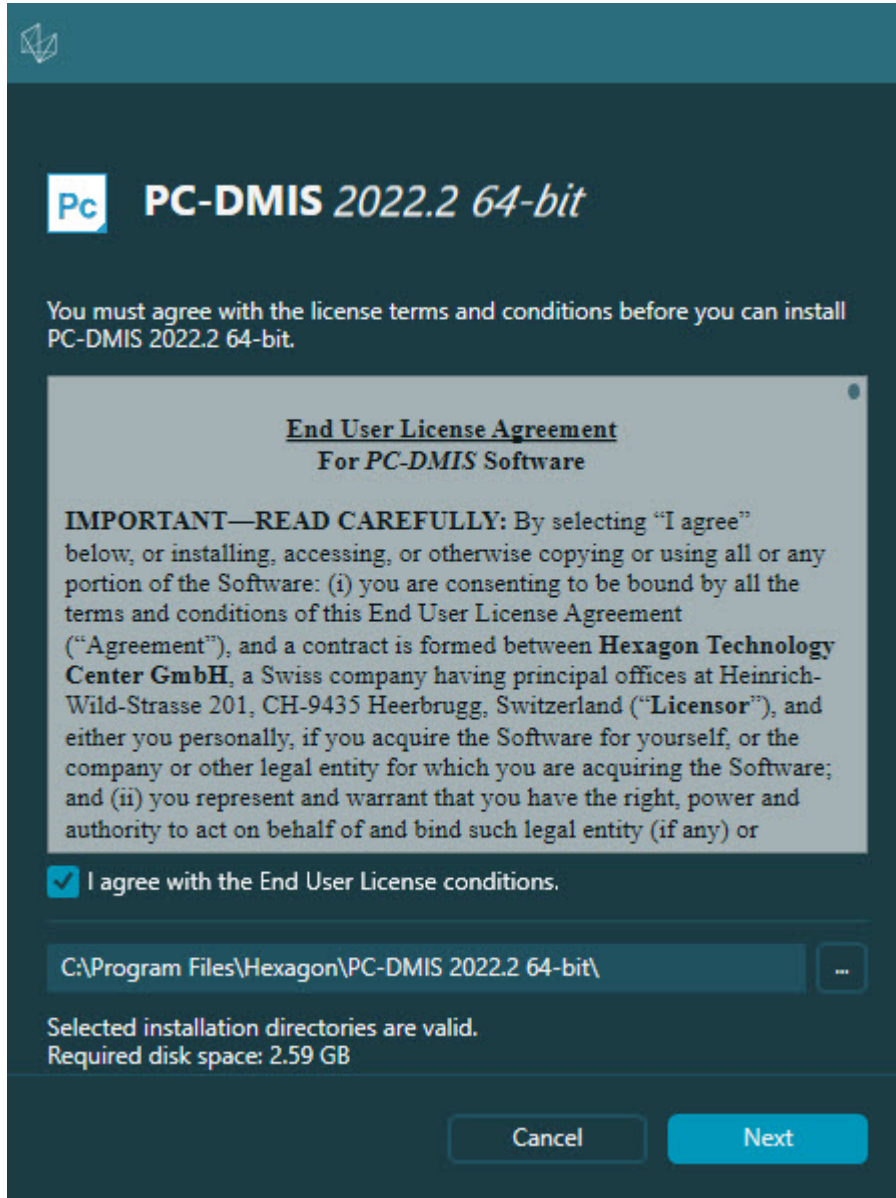 Pc
PC-DMIS 2022.2 64-bit
You must agree with the license terms and conditions before you can install
PC-DMIS 2022.2 64-bit.
End User License Agreement
For PC-DMIS Software
IMPORTANT—READ CAREFULLY: By selecting “I agree”
below, or installing, accessing, or otherwise copying or using all or any
portion of the Software: (i) you are consenting to be bound by all the
terms and conditions of this End User License Agreement
(“Agreement”), and a contract is formed between Hexagon Technology
Center GmbH, a Swiss company having principal offices at Heinrich-
Wild-Strasse 201, CH-9435 Heerbrugg, Switzerland (“Licensor”), and
either you personally, if you acquire the Software for yourself, or the
company or other legal entity for which you are acquiring the Software;
and (ii) you represent and warrant that you have the right, power and
authority to act on behalf of and bind such legal entity (if any) or
I agree with the End User License conditions.
C:\Program Files\Hexagon\PC-DMIS 2022.2 64-bit\
...
Selected installation directories are valid.
Required disk space: 2.59 GB
Cancel
Next